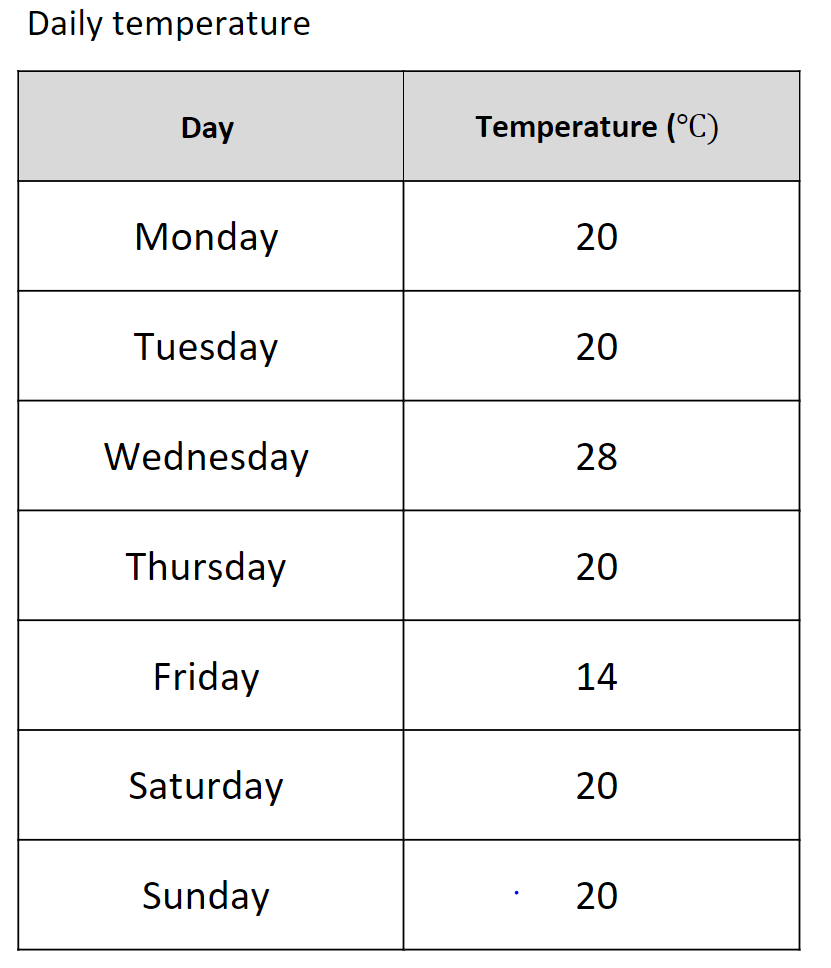 Daily temperature
Day Temperature (°C)
Monday 20
Tuesday 20
Wednesday 28
Thursday 20
Friday 14
Saturday 20
Sunday 20